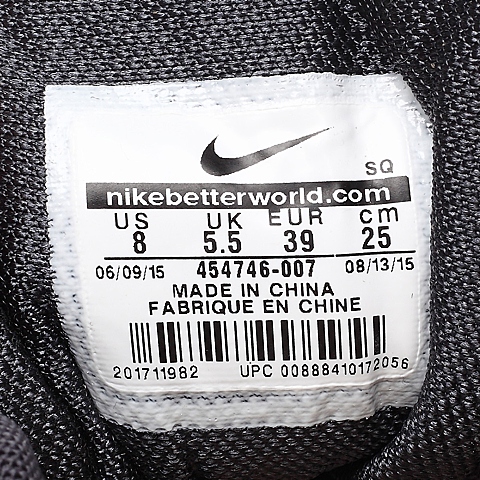 SQ
nikebetterworld.com
US UK EUR cm
8 5.5 39 25
06/09/15 454746-007 08/13/15
MADE IN CHINA
FABRIQUE EN CHINE
201711982 UPC 00888410172056